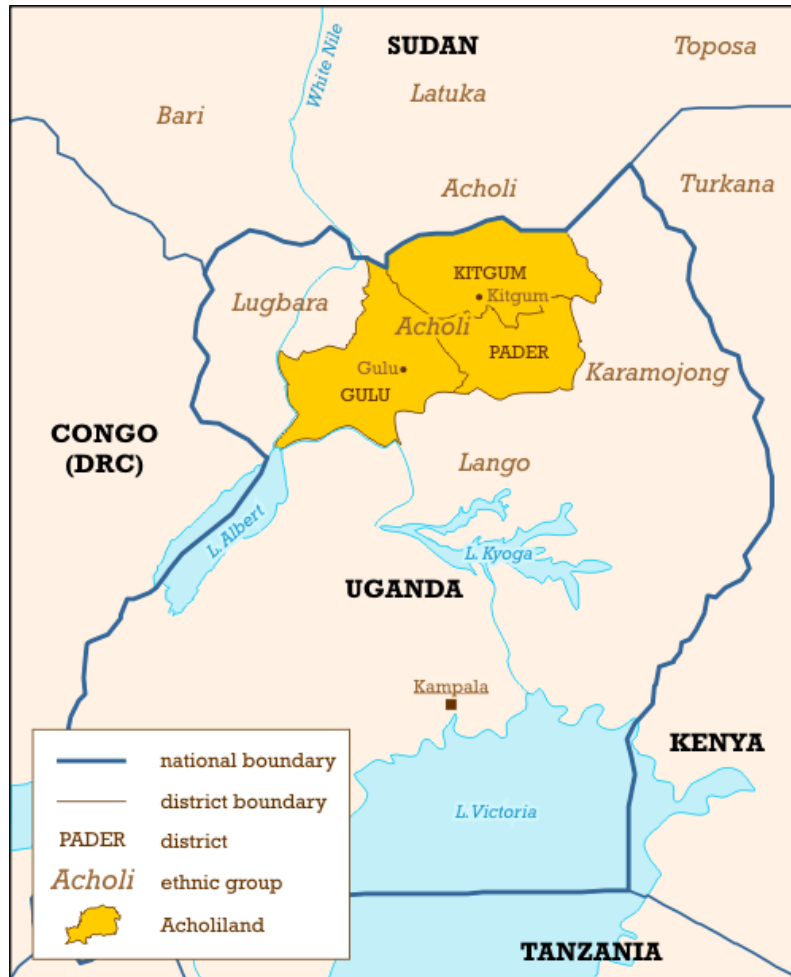 SUDAN
Toposa
White Nile
Latuka
Bari
Acholi
Turkana
KITGUM
Kitgum
Lugbara
Acholi
PADER
Gulu
GULU
Karamojong
CONGO
(DRC)
Lango
L. Albert
L. Kyoga
UGANDA
Kampala
KENYA
L. Victoria
national boundary
district boundary
PADER district
Acholi ethnic group
Acholiland
TANZANIA